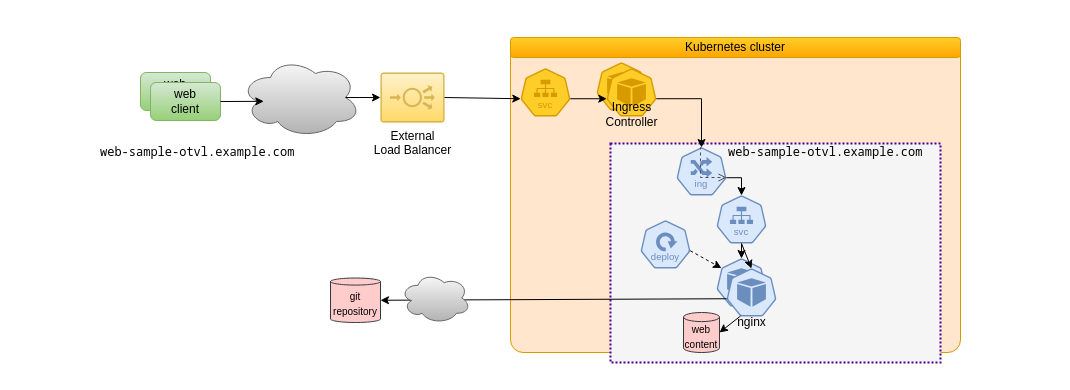 Kubernetes cluster
web
web
client
svc
Ingress
Controller
External
Load Balancer
web-sample-otvl.example.com
web-sample-otvl.example.com
ing
svc
deploy
git
repository
nginx
web
content